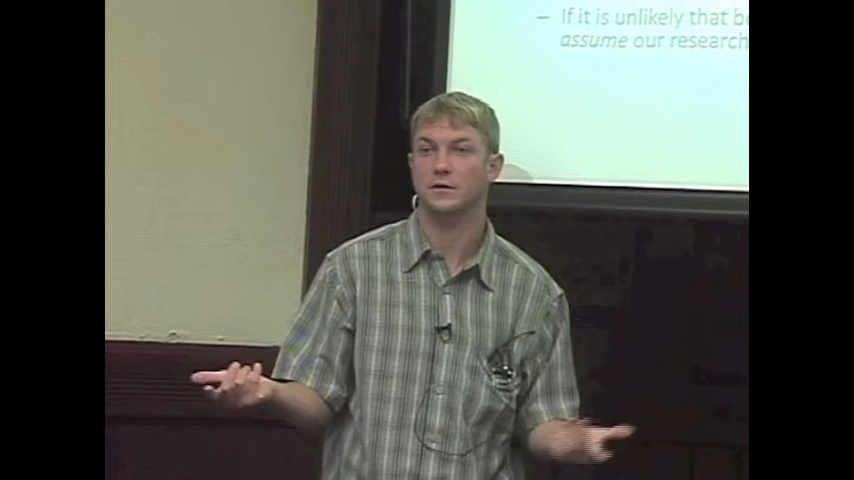 – If it is unlikely that
assume our research